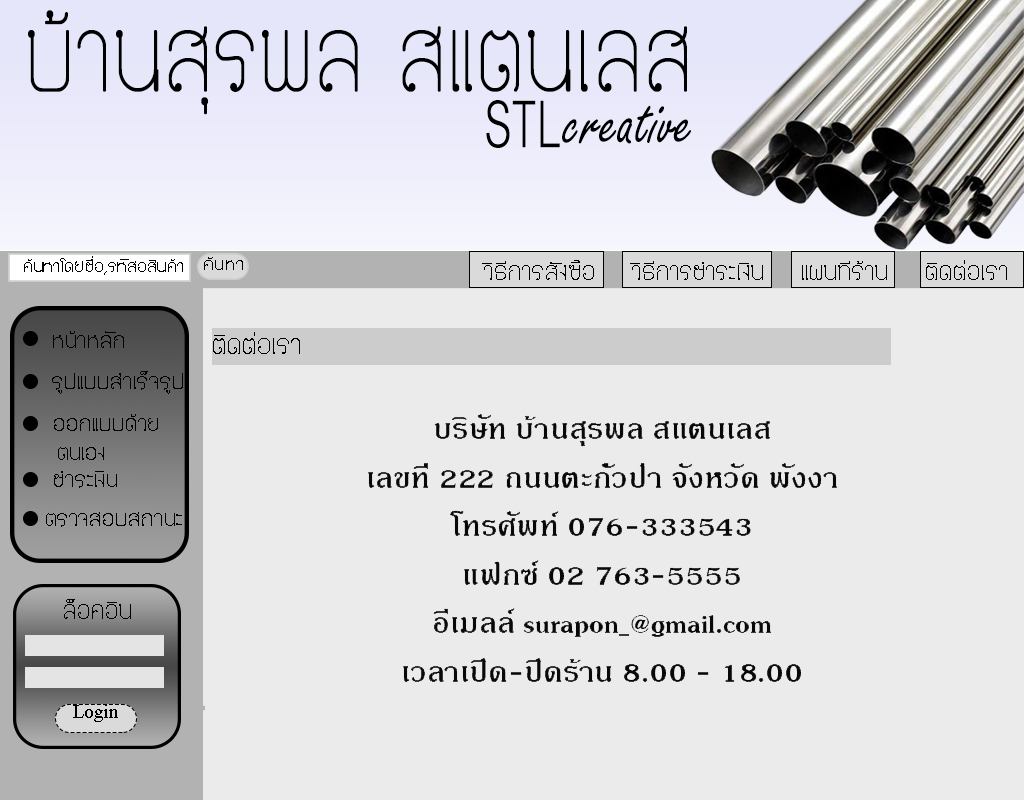 บ้านสุรพล สแตนเลส
STLcreative
ค้นหาโดยชื่อ,รหัสอสินค้า
ค้นหา
วิธีการสั่งซื้อ
วิธีการชำระเงิน
แผนที่ร้าน
ติดต่อเรา
หน้าหลัก
รูปแบบสำเร็จรูป
ออกแบบด้วย
ตนเอง
ชำระเงิน
ตรวจสอบสถานะ
ล็อคอิน
Login
ติดต่อเรา
บริษัท บ้านสุรพล สแตนเลส
เลขที่ 222 ถนนตะกั่วป่า จังหวัด พังงา
โทรศัพท์ 076-333543
แฟกซ์ 02 763-5555
อีเมลล์ surapon_@gmail.com
เวลาเปิด-ปิดร้าน 8.00 - 18.00